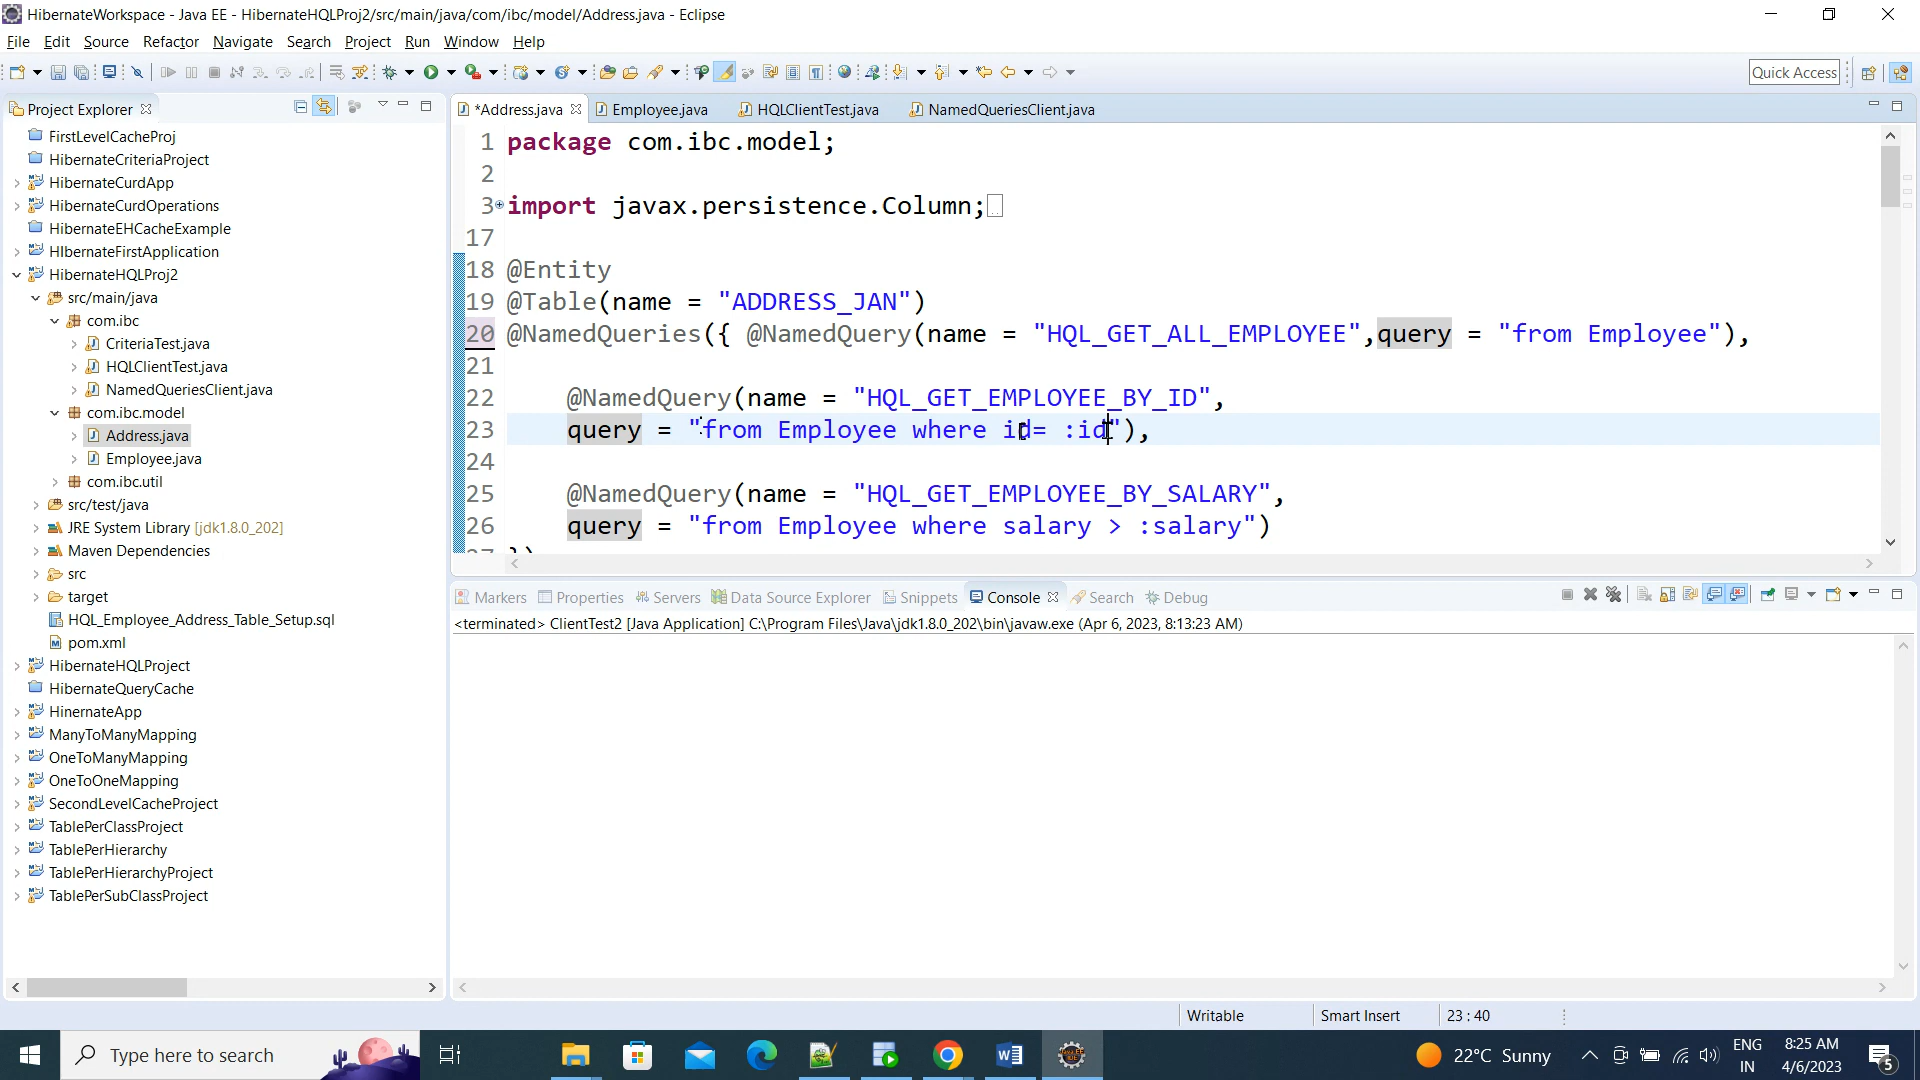 HibernateWorkspace - Java EE - HibernateHQLProj2/src/main/java/com/ibc/model/Address.java - Eclipse
File Edit Source Refactor Navigate Search Project Run Window Help
Quick Access
Project Explorer
FirstLevelCacheProj
HibernateCriteriaProject
HibernateCurdApp
HibernateCurdOperations
HibernateEHCacheExample
HIbernateFirstApplication
HibernateHQLProj2
src/main/java
com.ibc
CriteriaTest.java
HQLClientTest.java
NamedQueriesClient.java
com.ibc.model
Address.java
Employee.java
com.ibc.util
src/test/java
JRE System Library [jdk1.8.0_202]
Maven Dependencies
src
target
HQL_Employee_Address_Table_Setup.sql
pom.xml
HibernateHQLProject
HibernateQueryCache
HinernateApp
ManyToManyMapping
OneToManyMapping
OneToOneMapping
SecondLevelCacheProject
TablePerClassProject
TablePerHierarchy
TablePerHierarchyProject
TablePerSubClassProject
*Address.java Employee.java HQLClientTest.java NamedQueriesClient.java
1 package com.ibc.model;
2
3 import javax.persistence.Column;
17
18 @Entity
19 @Table(name = "ADDRESS_JAN")
20 @NamedQueries({ @NamedQuery(name = "HQL_GET_ALL_EMPLOYEE",query = "from Employee"),
21
22 @NamedQuery(name = "HQL_GET_EMPLOYEE_BY_ID",
23 query = "from Employee where id= :id"),
24
25 @NamedQuery(name = "HQL_GET_EMPLOYEE_BY_SALARY",
26 query = "from Employee where salary > :salary")
27 })
Markers Properties Servers Data Source Explorer Snippets Console Search Debug
<terminated> ClientTest2 [Java Application] C:\Program Files\Java\jdk1.8.0_202\bin\javaw.exe (Apr 6, 2023, 8:13:23 AM)
Writable Smart Insert 23 : 40
Type here to search
22°C Sunny
ENG
IN
8:25 AM
4/6/2023
5